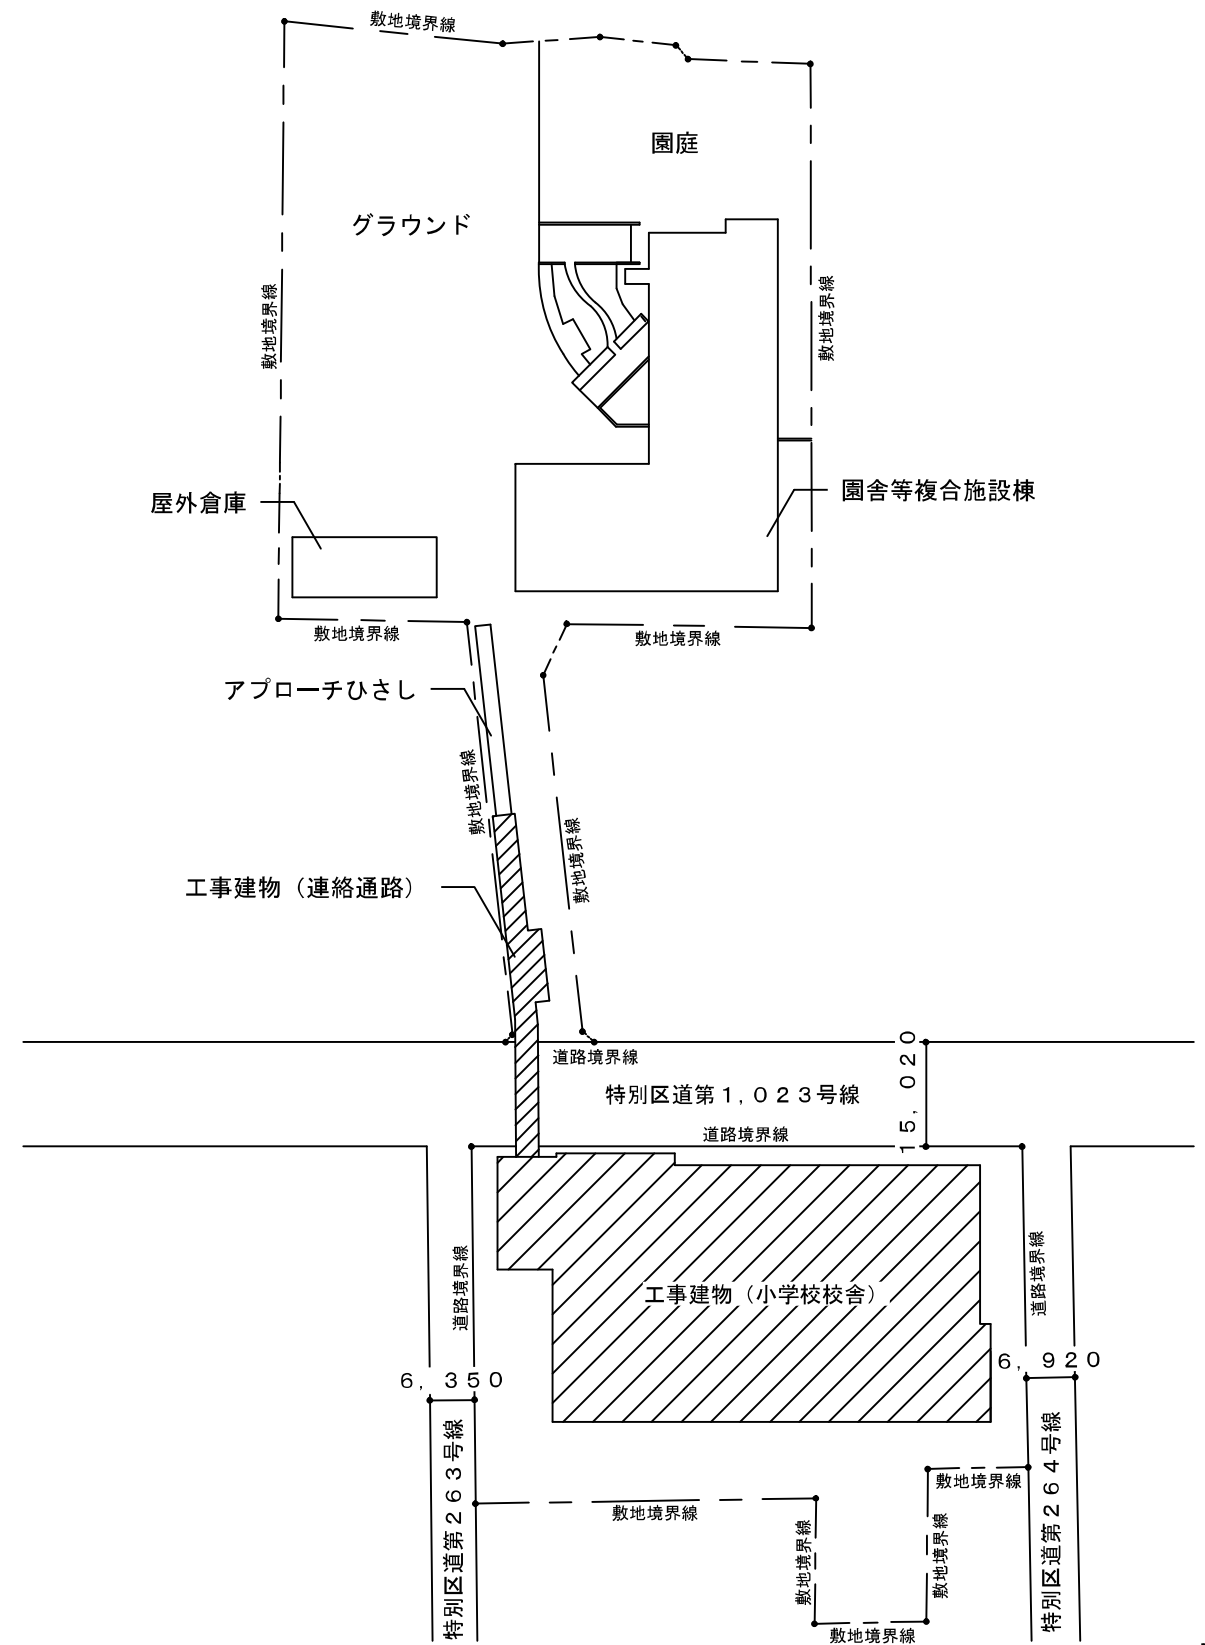 敷地境界線
園庭
グラウンド
敷地境界線
敷地境界線
屋外倉庫
園舎等複合施設棟
敷地境界線
敷地境界線
アプローチひさし
敷地境界線
敷地境界線
工事建物（連絡通路）
道路境界線
15，020
特別区道第1，023号線
道路境界線
道路境界線
道路境界線
工事建物（小学校校舎）
6，350
6，920
特別区道第263号線
特別区道第264号線
敷地境界線
敷地境界線
敷地境界線
敷地境界線
敷地境界線